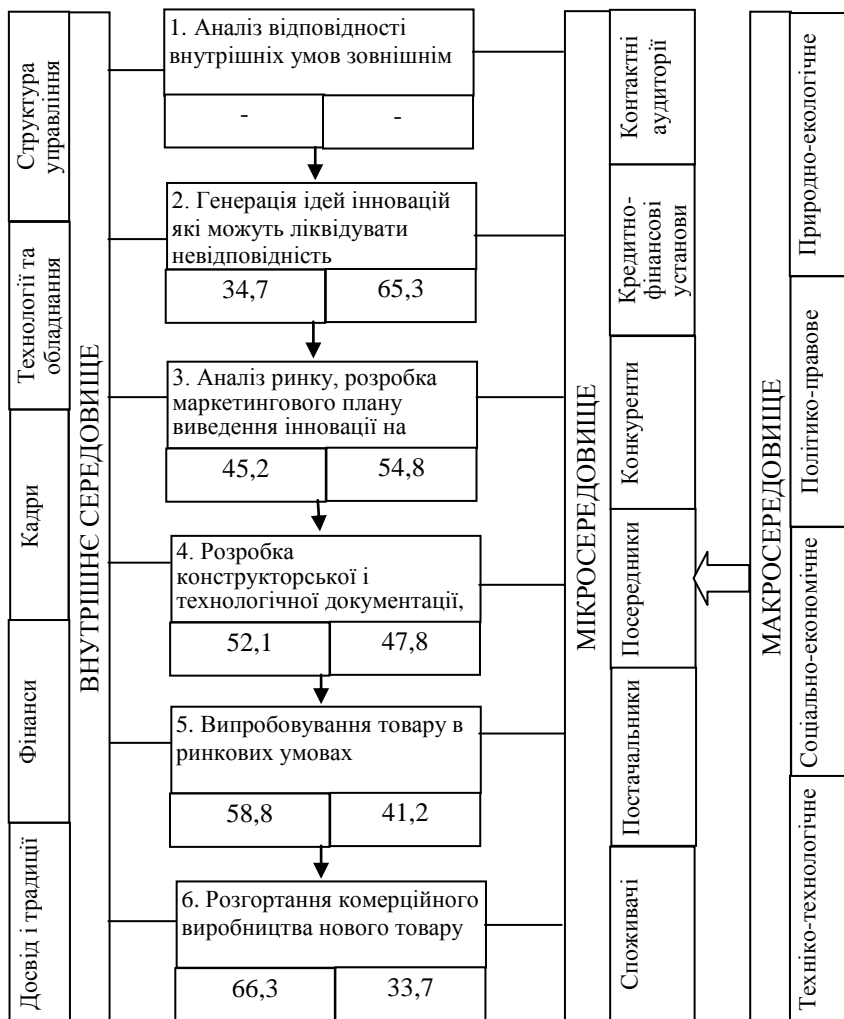 Структура
управління
Технології та
обладнання
Кадри
Фінанси
Досвід і традиції
ВНУТРІШНЄ СЕРЕДОВИЩЕ
1. Аналіз відповідності
внутрішніх умов зовнішнім
- -
2. Генерація ідей інновацій
які можуть ліквідувати
невідповідність
34,7 65,3
3. Аналіз ринку, розробка
маркетингового плану
виведення інновації на
45,2 54,8
4. Розробка
конструкторської і
технологічної документації,
52,1 47,8
5. Випробовування товару в
ринкових умовах
58,8 41,2
6. Розгортання комерційного
виробництва нового товару
66,3 33,7
МІКРОСЕРЕДОВИЩЕ
Контактні
аудиторії
Кредитно-
фінансові
установи
Конкуренти
Посередники
Постачальники
Споживачі
МАКРОСЕРЕДОВИЩЕ
Природно-екологічне
Політико-правове
Соціально-економічне
Техніко-технологічне